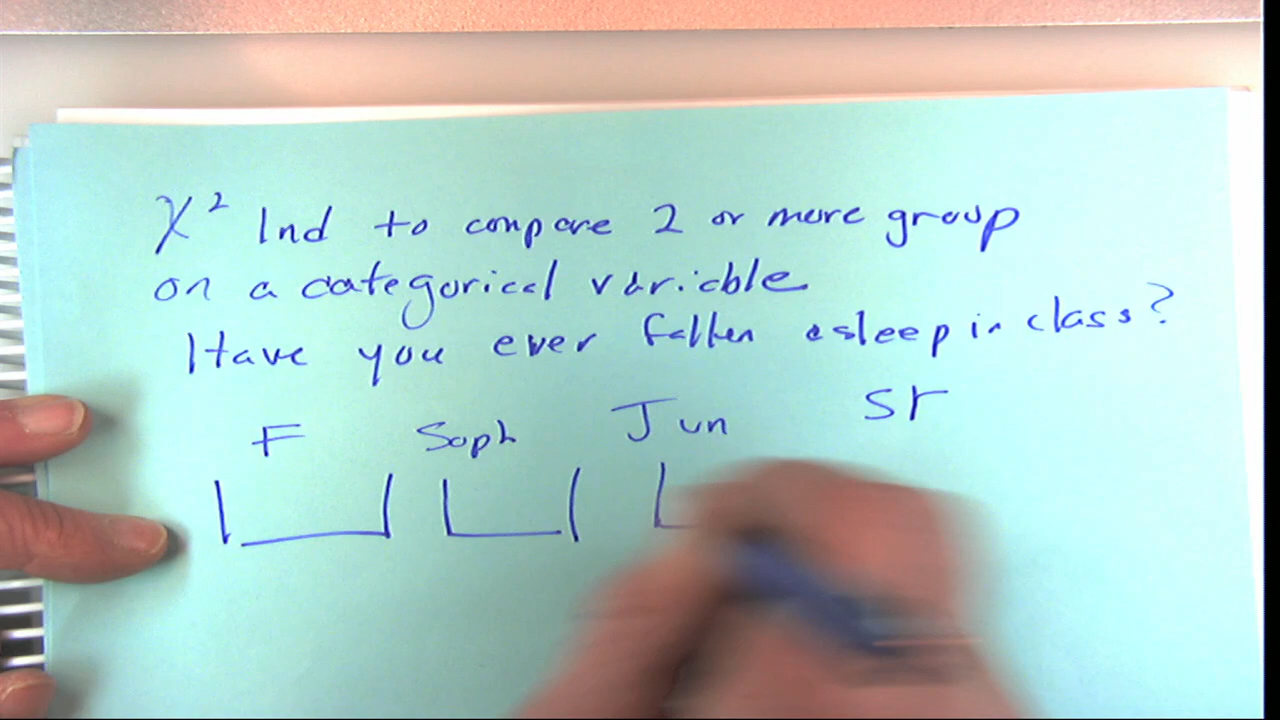 χ² Ind to compare 2 or more group
on a categorical variable
Have you ever fallen asleep in class?
F Soph Jun Sr